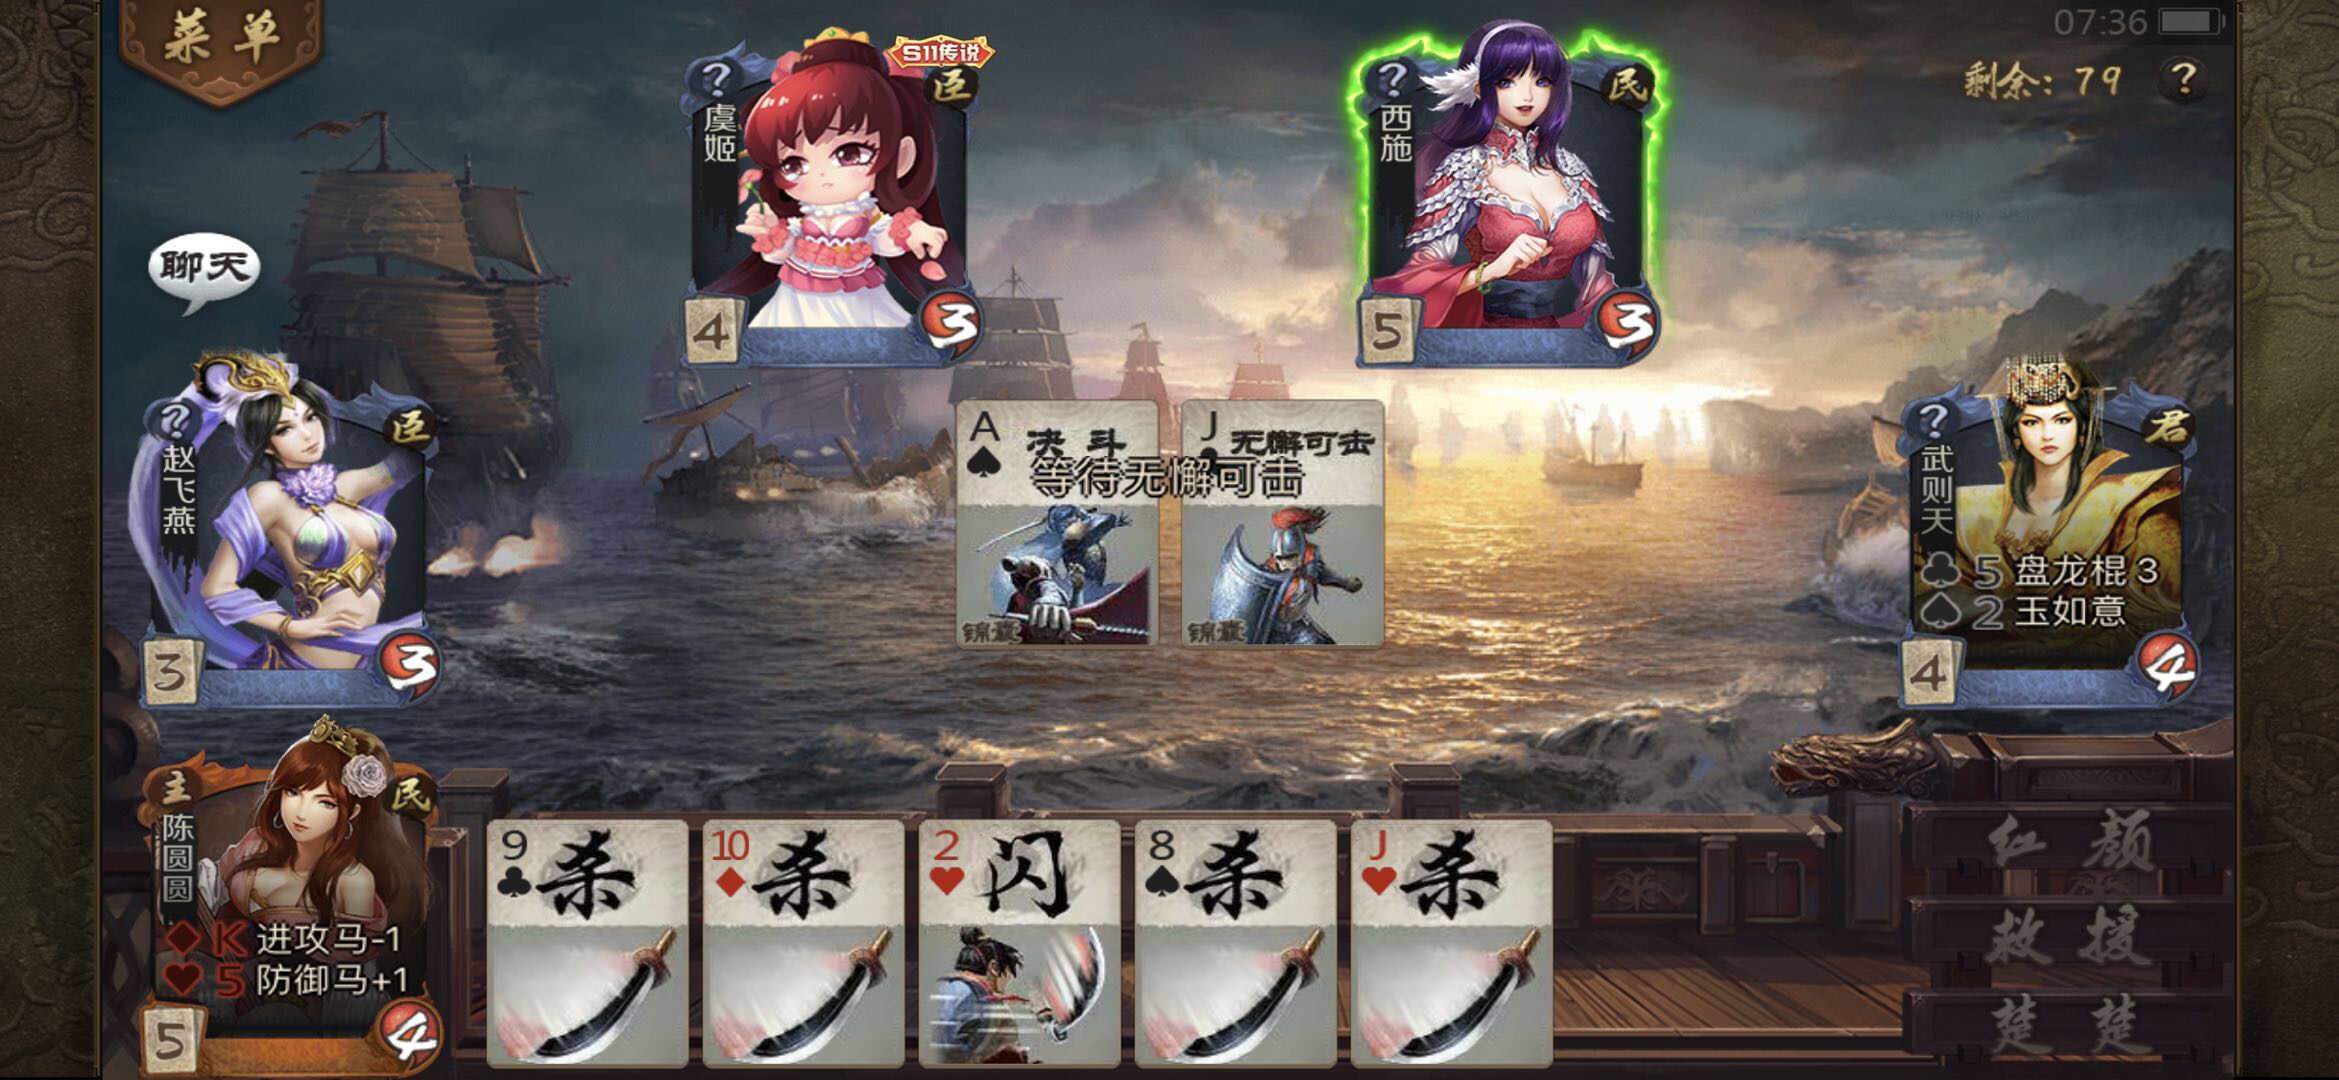 菜单
07:36
剩余：79
?
S11传说
? 臣
虞姬
4
3
? 民
西施
5
3
聊天
? 臣
赵飞燕
3
3
A 决斗
锦囊
J 无懈可击
锦囊
等待无懈可击
? 君
武则天
5 盘龙棍 3
2 玉如意
4
4
主 民
陈圆圆
K 进攻马-1
5 防御马+1
5
4
9 杀
10 杀
2 闪
8 杀
J 杀
红颜
救援
楚楚